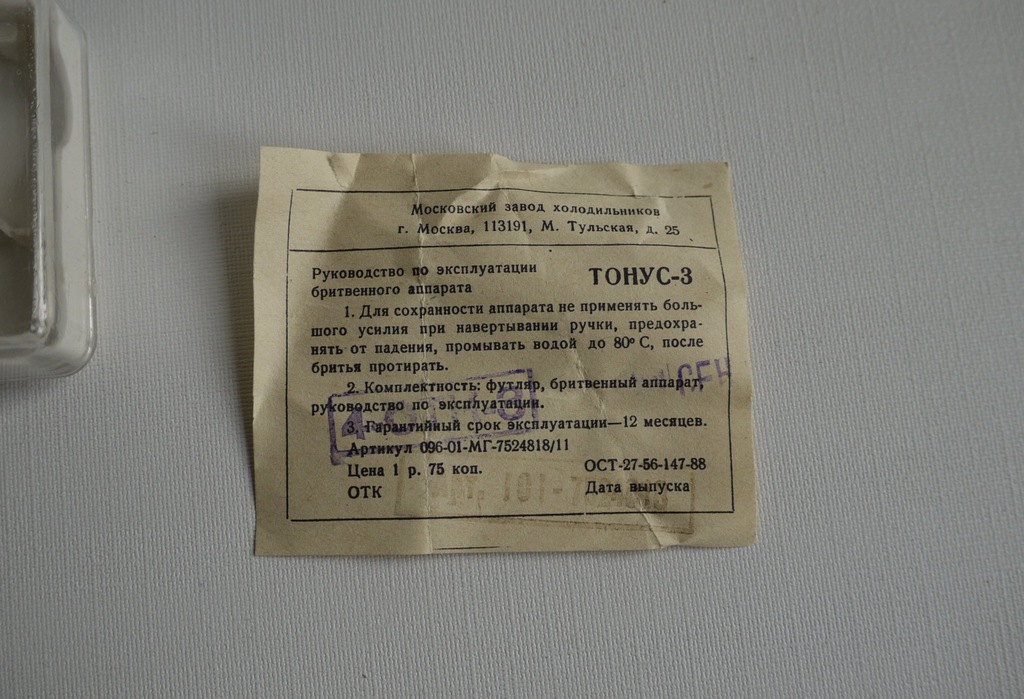 Московский завод холодильников
г. Москва, 113191, М. Тульская, д. 25
Руководство по эксплуатации
бритвенного аппарата
ТОНУС-3
1. Для сохранности аппарата не применять боль-
шого усилия при навертывании ручки, предохра-
нять от падения, промывать водой до 80° С, после
бритья протирать.
2. Комплектность: футляр, бритвенный аппарат,
руководство по эксплуатации.
3. Гарантийный срок эксплуатации—12 месяцев.
Артикул 096-01-МГ-7524818/11
Цена 1 р. 75 коп.
ОСТ-27-56-147-88
ОТК
Дата выпуска
СЕН